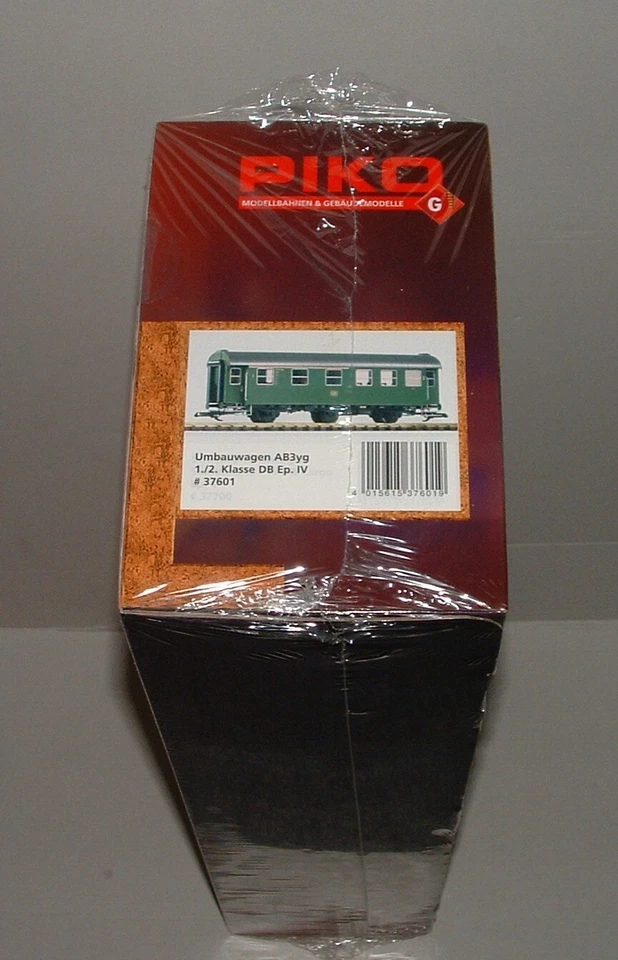 PIKO
MODELLBAHNEN & GEBÄUDEMODELLE
G
Umbauwagen AB3yg
1./2. Klasse DB Ep. IV
# 37601
4 015615 376019